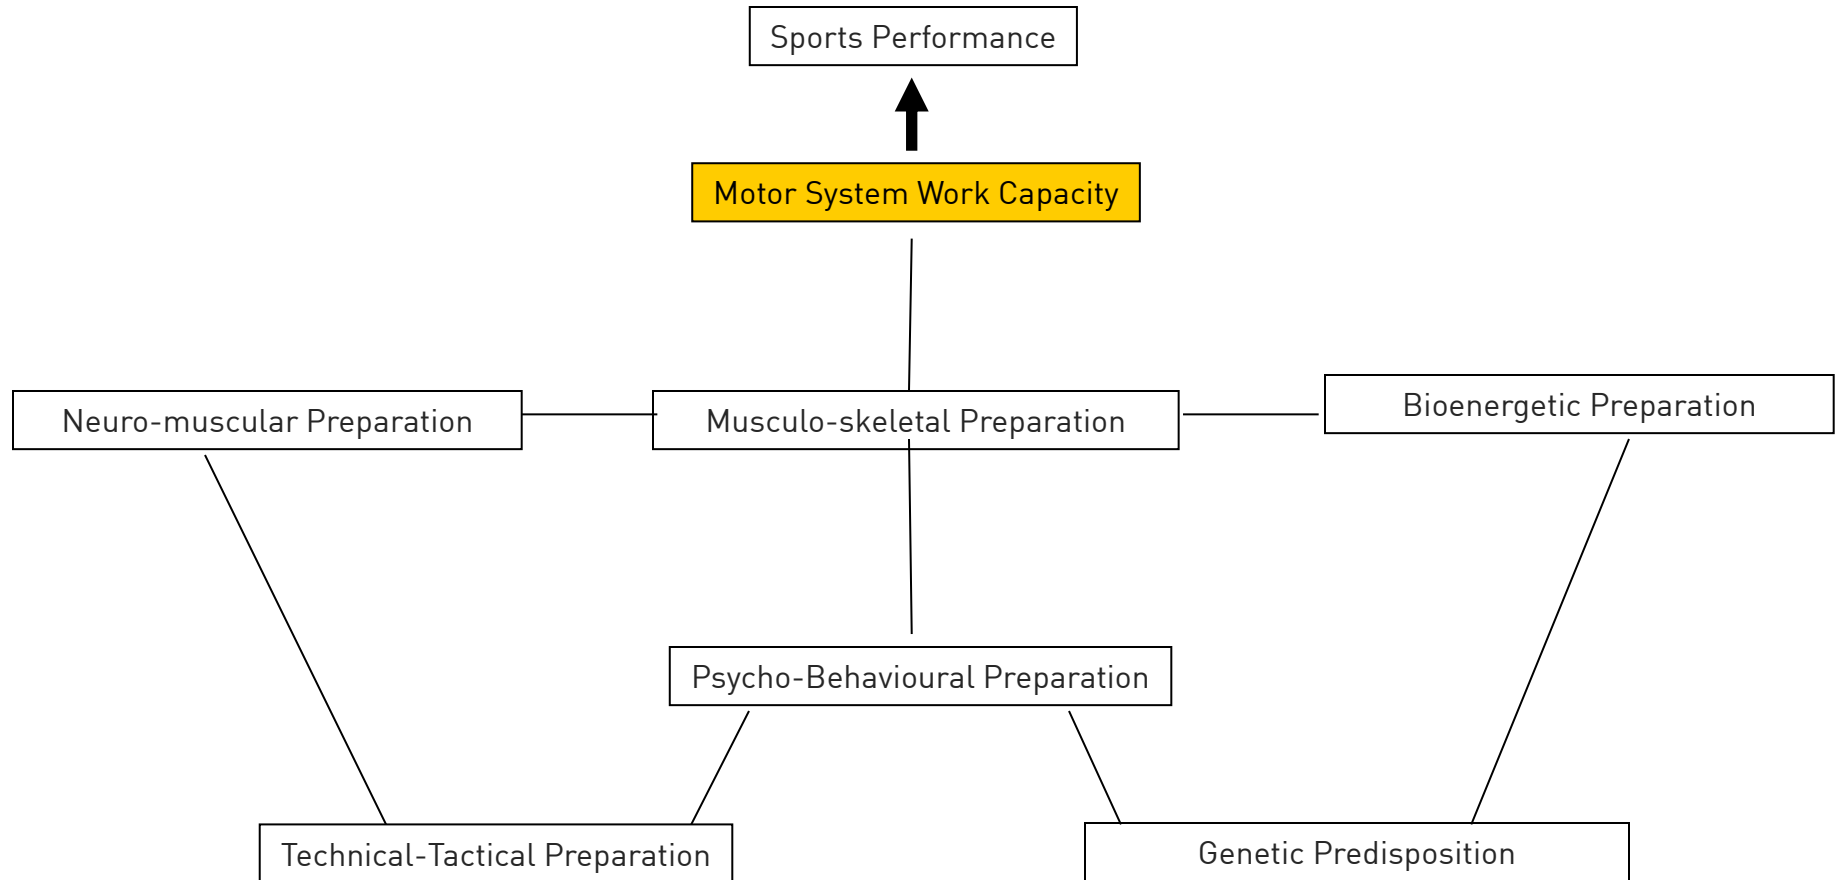 Sports Performance
Motor System Work Capacity
Neuro-muscular Preparation
Musculo-skeletal Preparation
Bioenergetic Preparation
Psycho-Behavioural Preparation
Technical-Tactical Preparation
Genetic Predisposition